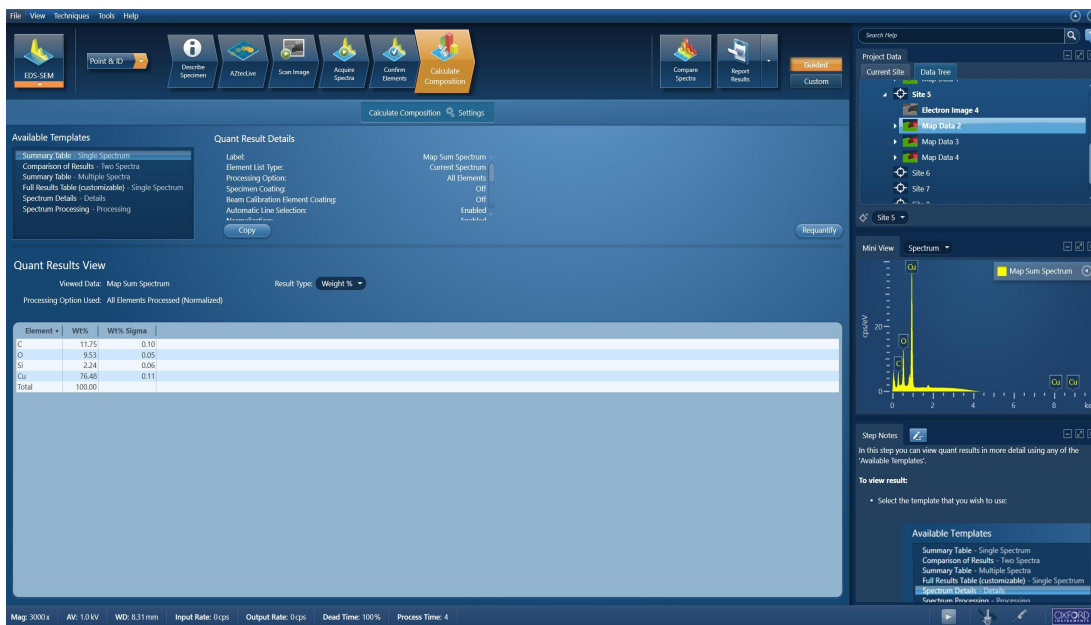 File View Techniques Tools Help
EDS-SEM
Point & ID
Describe Specimen
AZtecLive
Scan Image
Acquire Spectra
Confirm Elements
Calculate Composition
Compare Spectra
Report Results
Guided
Custom
Calculate Composition Settings
Available Templates
Summary Table - Single Spectrum
Comparison of Results - Two Spectra
Summary Table - Multiple Spectra
Full Results Table (customizable) - Single Spectrum
Spectrum Details - Details
Spectrum Processing - Processing
Quant Result Details
Label: Map Sum Spectrum
Element List Type: Current Spectrum
Processing Option: All Elements
Specimen Coating: Off
Beam Calibration Element Coating: Off
Automatic Line Selection: Enabled
Normalization: Enabled
Copy
Requantify
Quant Results View
Viewed Data: Map Sum Spectrum
Result Type: Weight %
Processing Option Used: All Elements Processed (Normalized)
Element Wt% Wt% Sigma
C 11.75 0.10
O 9.53 0.05
Si 2.24 0.06
Cu 76.48 0.11
Total 100.00
Search Help
Project Data
Current Site Data Tree
Site 5
Electron Image 4
Map Data 2
Map Data 3
Map Data 4
Site 6
Site 7
Site 5
Mini View Spectrum
Map Sum Spectrum
Cu
O
C
Cu Cu
cps/eV
20
0
0 2 4 6 8
Step Notes
In this step you can view quant results in more detail using any of the
'Available Templates'.
To view result:
• Select the template that you wish to use:
Available Templates
Summary Table - Single Spectrum
Comparison of Results - Two Spectra
Summary Table - Multiple Spectra
Full Results Table (customizable) - Single Spectrum
Spectrum Details - Details
Spectrum Processing - Processing
Mag: 3000 x AV: 1.0 kV WD: 8.31 mm Input Rate: 0 cps Output Rate: 0 cps Dead Time: 100% Process Time: 4
OXFORD
INSTRUMENTS